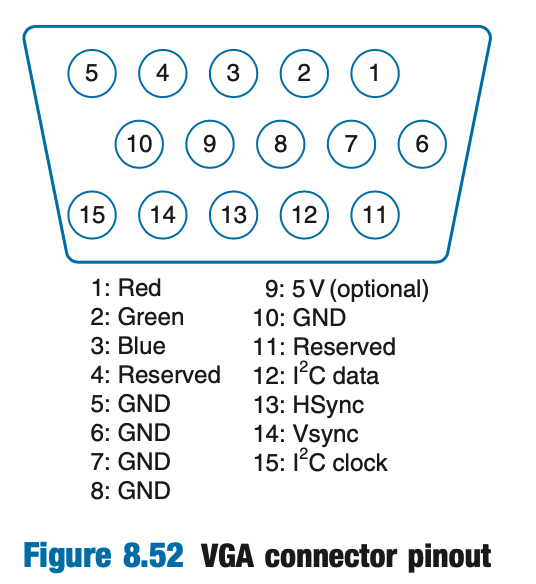 5 4 3 2 1
10 9 8 7 6
15 14 13 12 11
1: Red
2: Green
3: Blue
4: Reserved
5: GND
6: GND
7: GND
8: GND
9: 5 V (optional)
10: GND
11: Reserved
12: I²C data
13: HSync
14: Vsync
15: I²C clock
Figure 8.52 VGA connector pinout